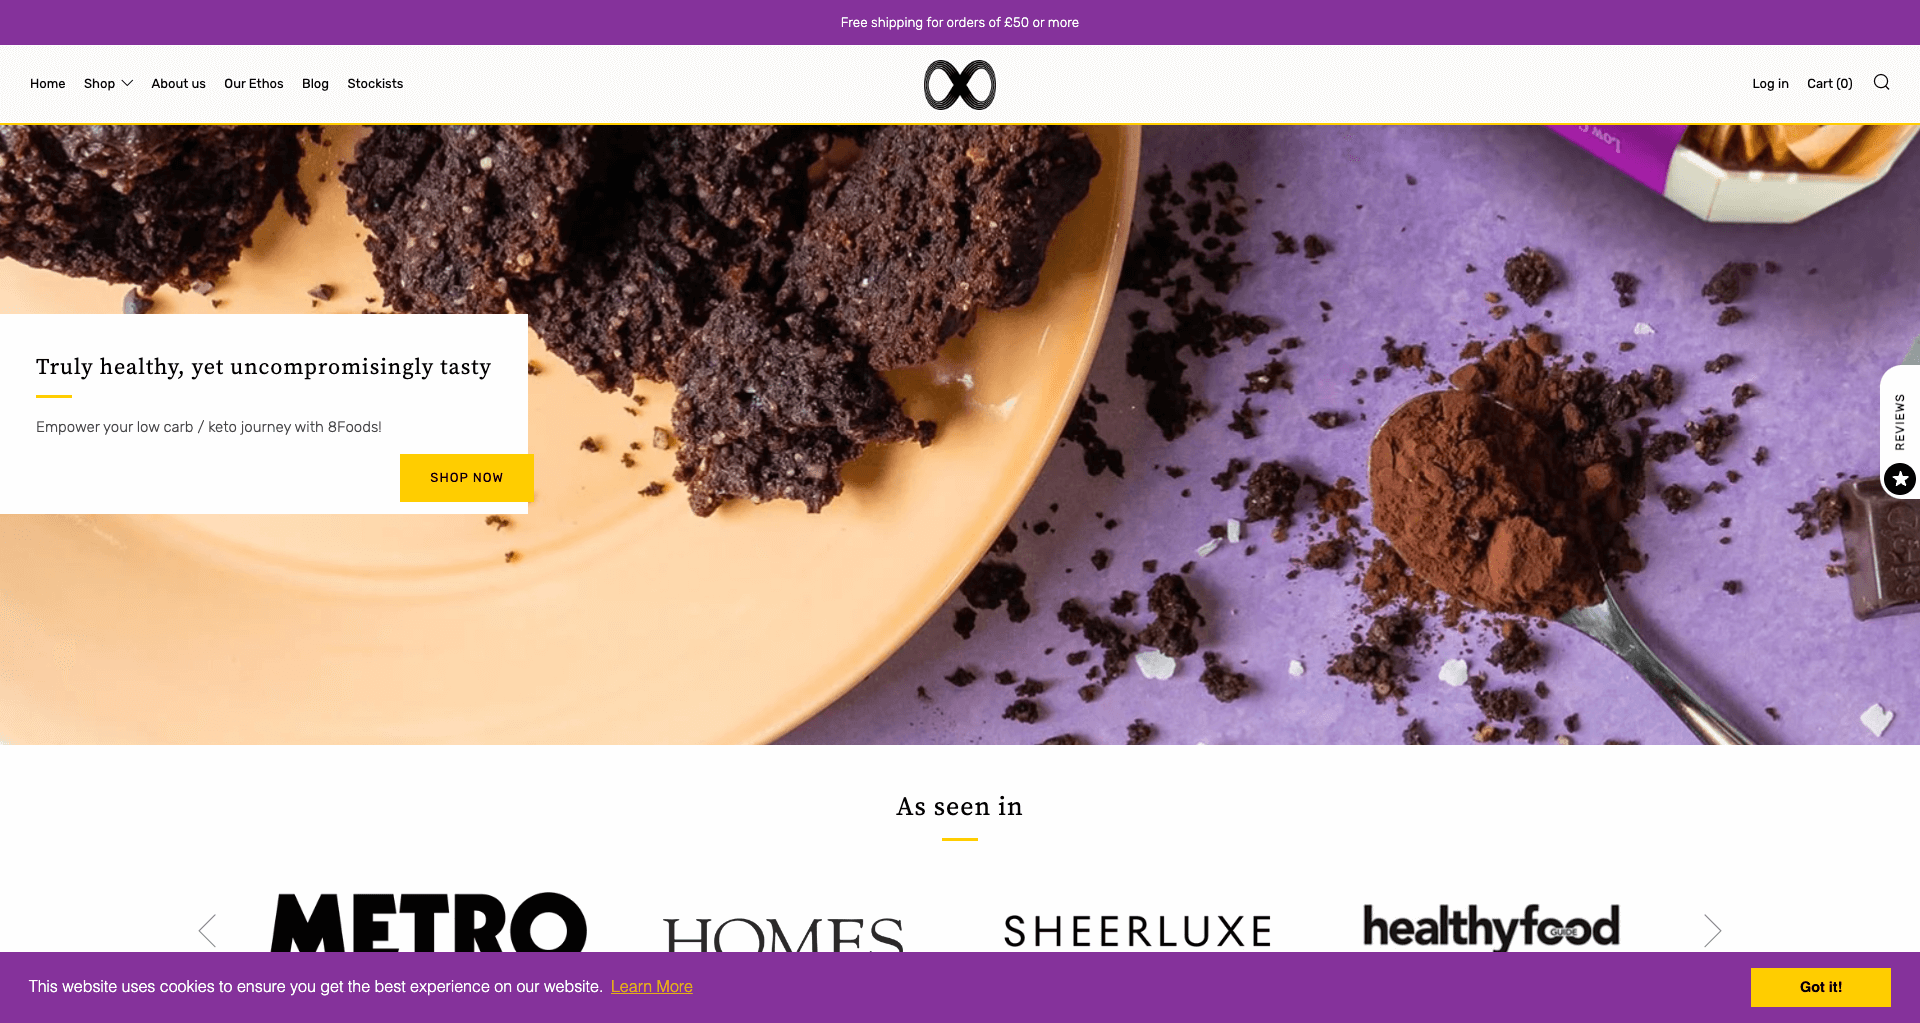 Free shipping for orders of £50 or more
Home Shop About us Our Ethos Blog Stockists
Log in Cart (0)
Truly healthy, yet uncompromisingly tasty
Empower your low carb / keto journey with 8Foods!
SHOP NOW
REVIEWS
As seen in
METRO
HOMES
SHEERLUXE
healthyfood
GUIDE
This website uses cookies to ensure you get the best experience on our website. Learn More
Got it!